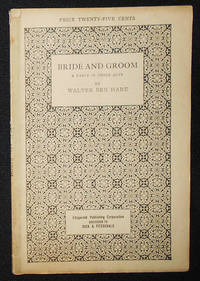 PRICE TWENTY-FIVE CENTS
BRIDE AND GROOM
A FARCE IN THREE ACTS
BY
WALTER BEN HARE
Fitzgerald Publishing Corporation
successor to
DICK & FITZGERALD